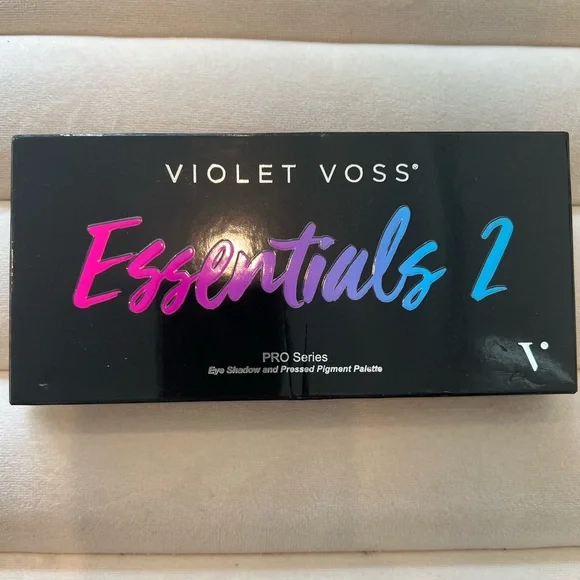 VIOLET VOSS®
Essentials 2
PRO Series
Eye Shadow and Pressed Pigment Palette
V